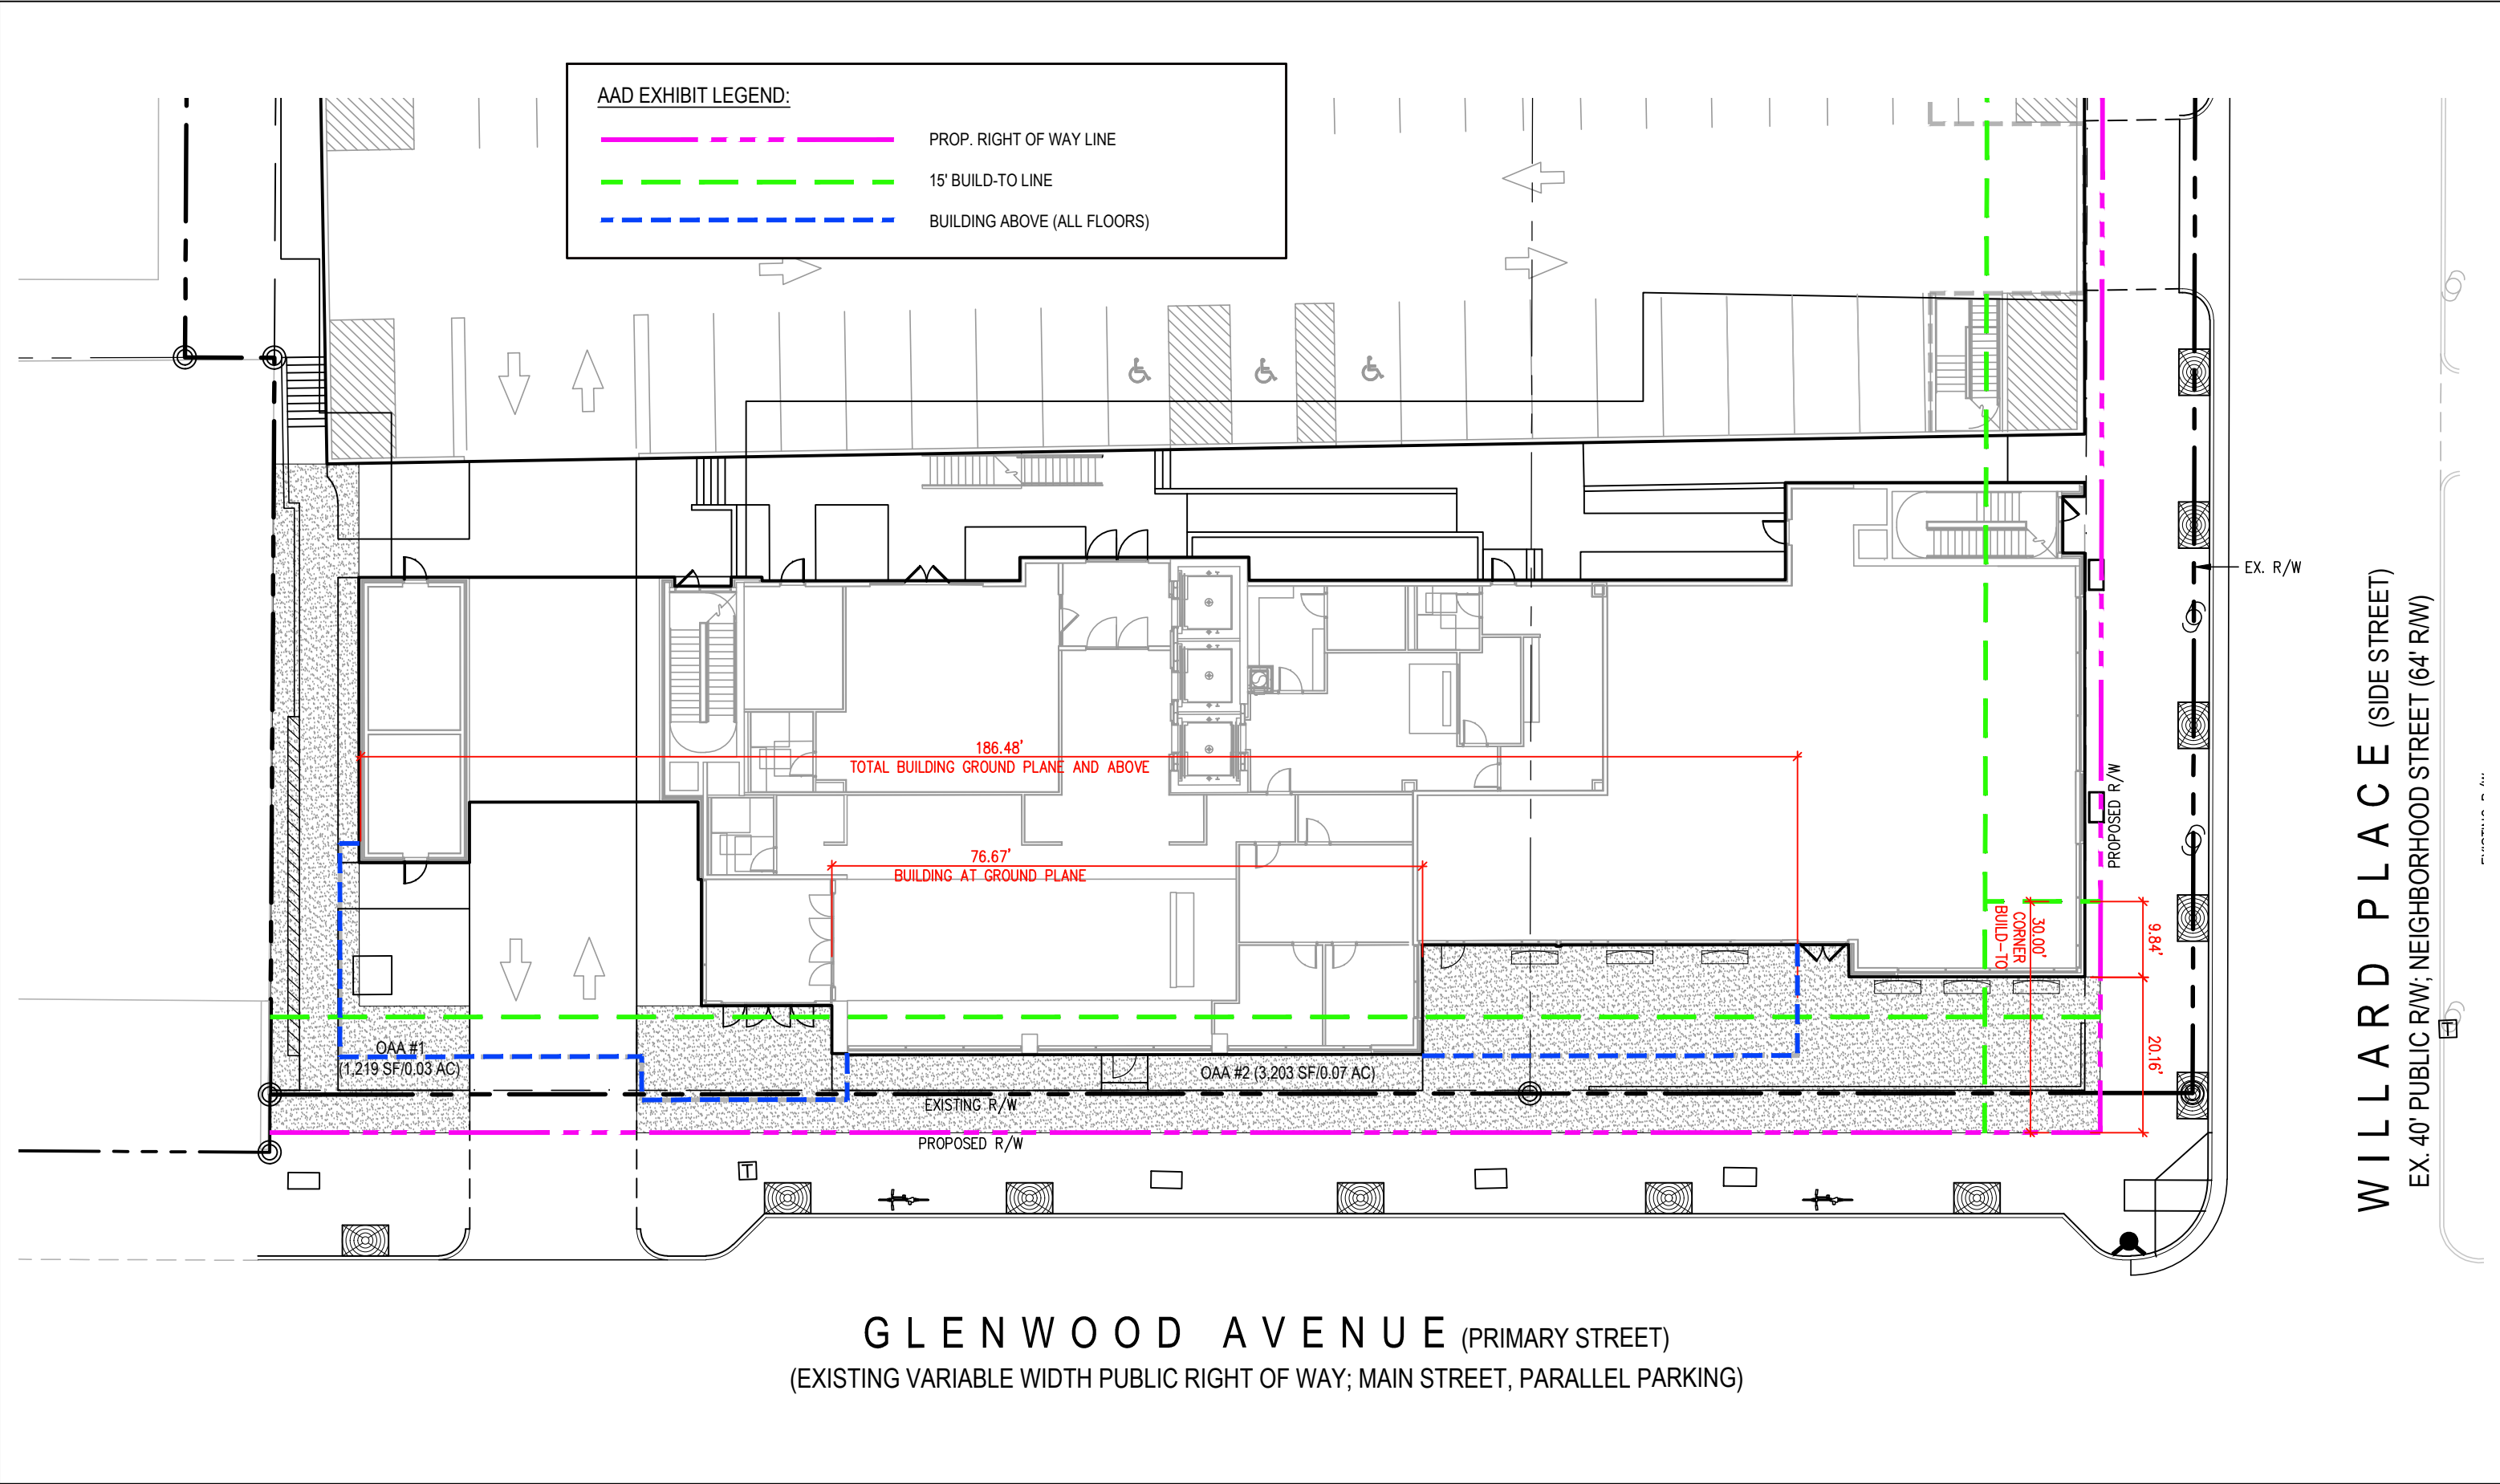 AAD EXHIBIT LEGEND:
PROP. RIGHT OF WAY LINE
15' BUILD-TO LINE
BUILDING ABOVE (ALL FLOORS)
EX. R/W
186.48'
TOTAL BUILDING GROUND PLANE AND ABOVE
76.67'
BUILDING AT GROUND PLANE
PROPOSED R/W
30.00'
CORNER
BUILD-TO
9.84'
20.16'
OAA #1
(1,219 SF/0.03 AC)
OAA #2 (3,203 SF/0.07 AC)
EXISTING R/W
PROPOSED R/W
T
T
WILLARD PLACE (SIDE STREET)
EX. 40' PUBLIC R/W; NEIGHBORHOOD STREET (64' R/W)
GLENWOOD AVENUE (PRIMARY STREET)
(EXISTING VARIABLE WIDTH PUBLIC RIGHT OF WAY; MAIN STREET, PARALLEL PARKING)